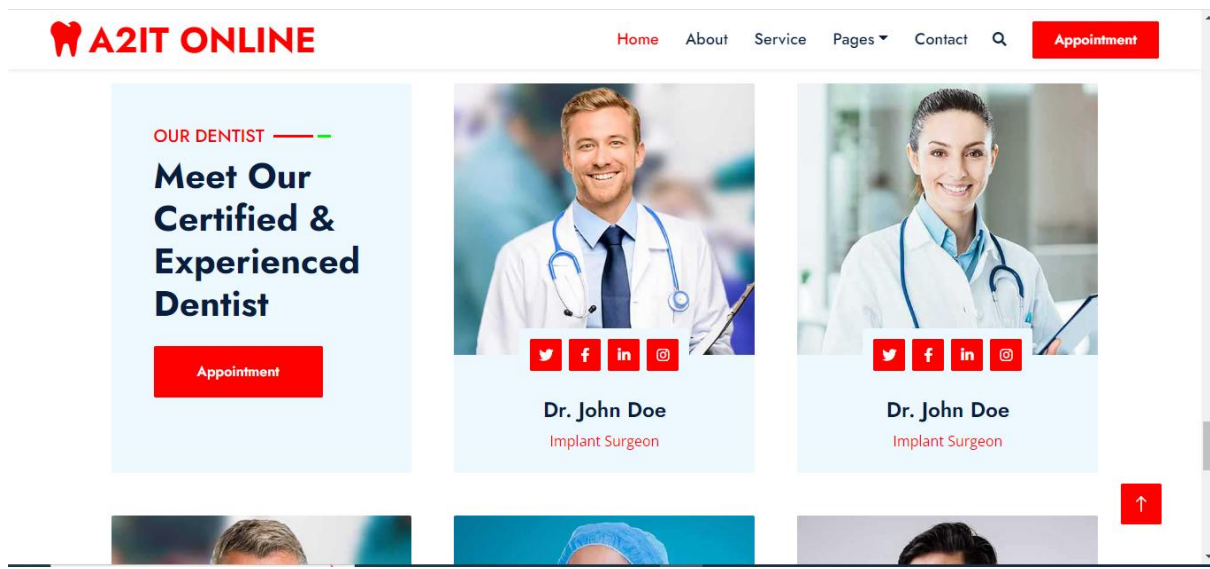 A2IT ONLINE
Home About Service Pages Contact Appointment
OUR DENTIST
Meet Our
Certified &
Experienced
Dentist
Appointment
Dr. John Doe
Implant Surgeon
Dr. John Doe
Implant Surgeon